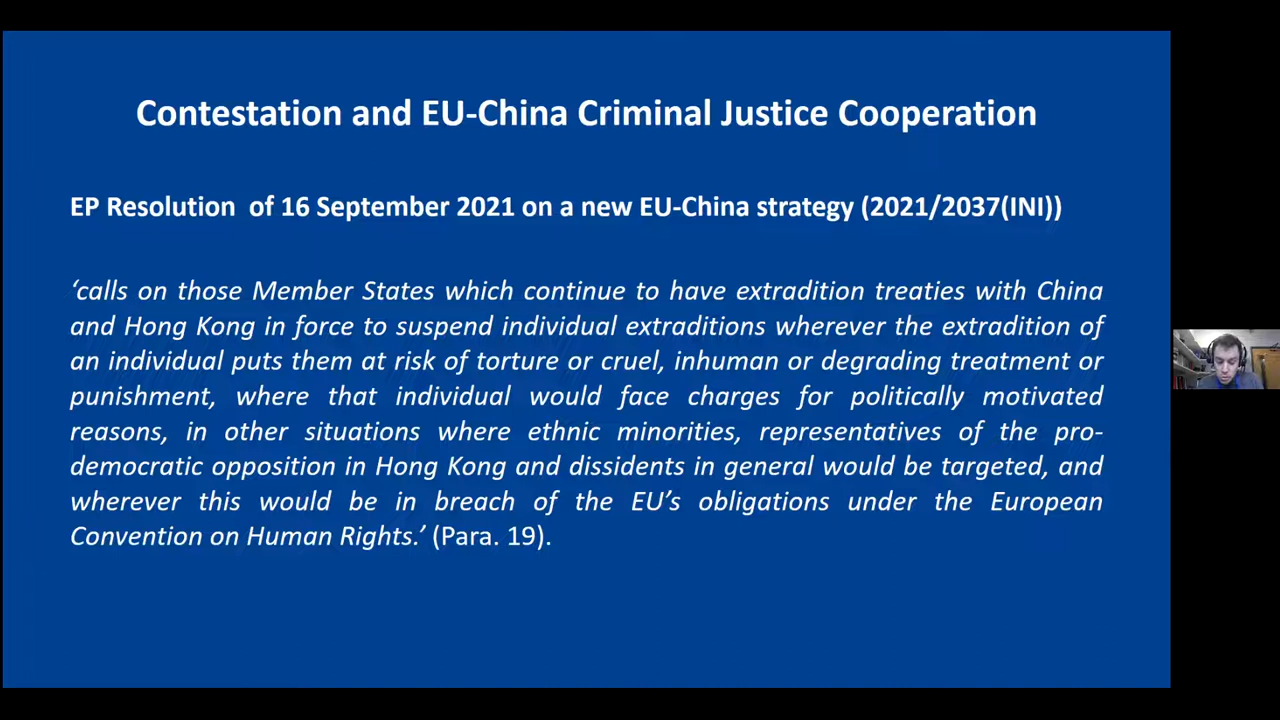 Contestation and EU-China Criminal Justice Cooperation
EP Resolution of 16 September 2021 on a new EU-China strategy (2021/2037(INI))
‘calls on those Member States which continue to have extradition treaties with China
and Hong Kong in force to suspend individual extraditions wherever the extradition of
an individual puts them at risk of torture or cruel, inhuman or degrading treatment or
punishment, where that individual would face charges for politically motivated
reasons, in other situations where ethnic minorities, representatives of the pro-
democratic opposition in Hong Kong and dissidents in general would be targeted, and
wherever this would be in breach of the EU’s obligations under the European
Convention on Human Rights.’ (Para. 19).